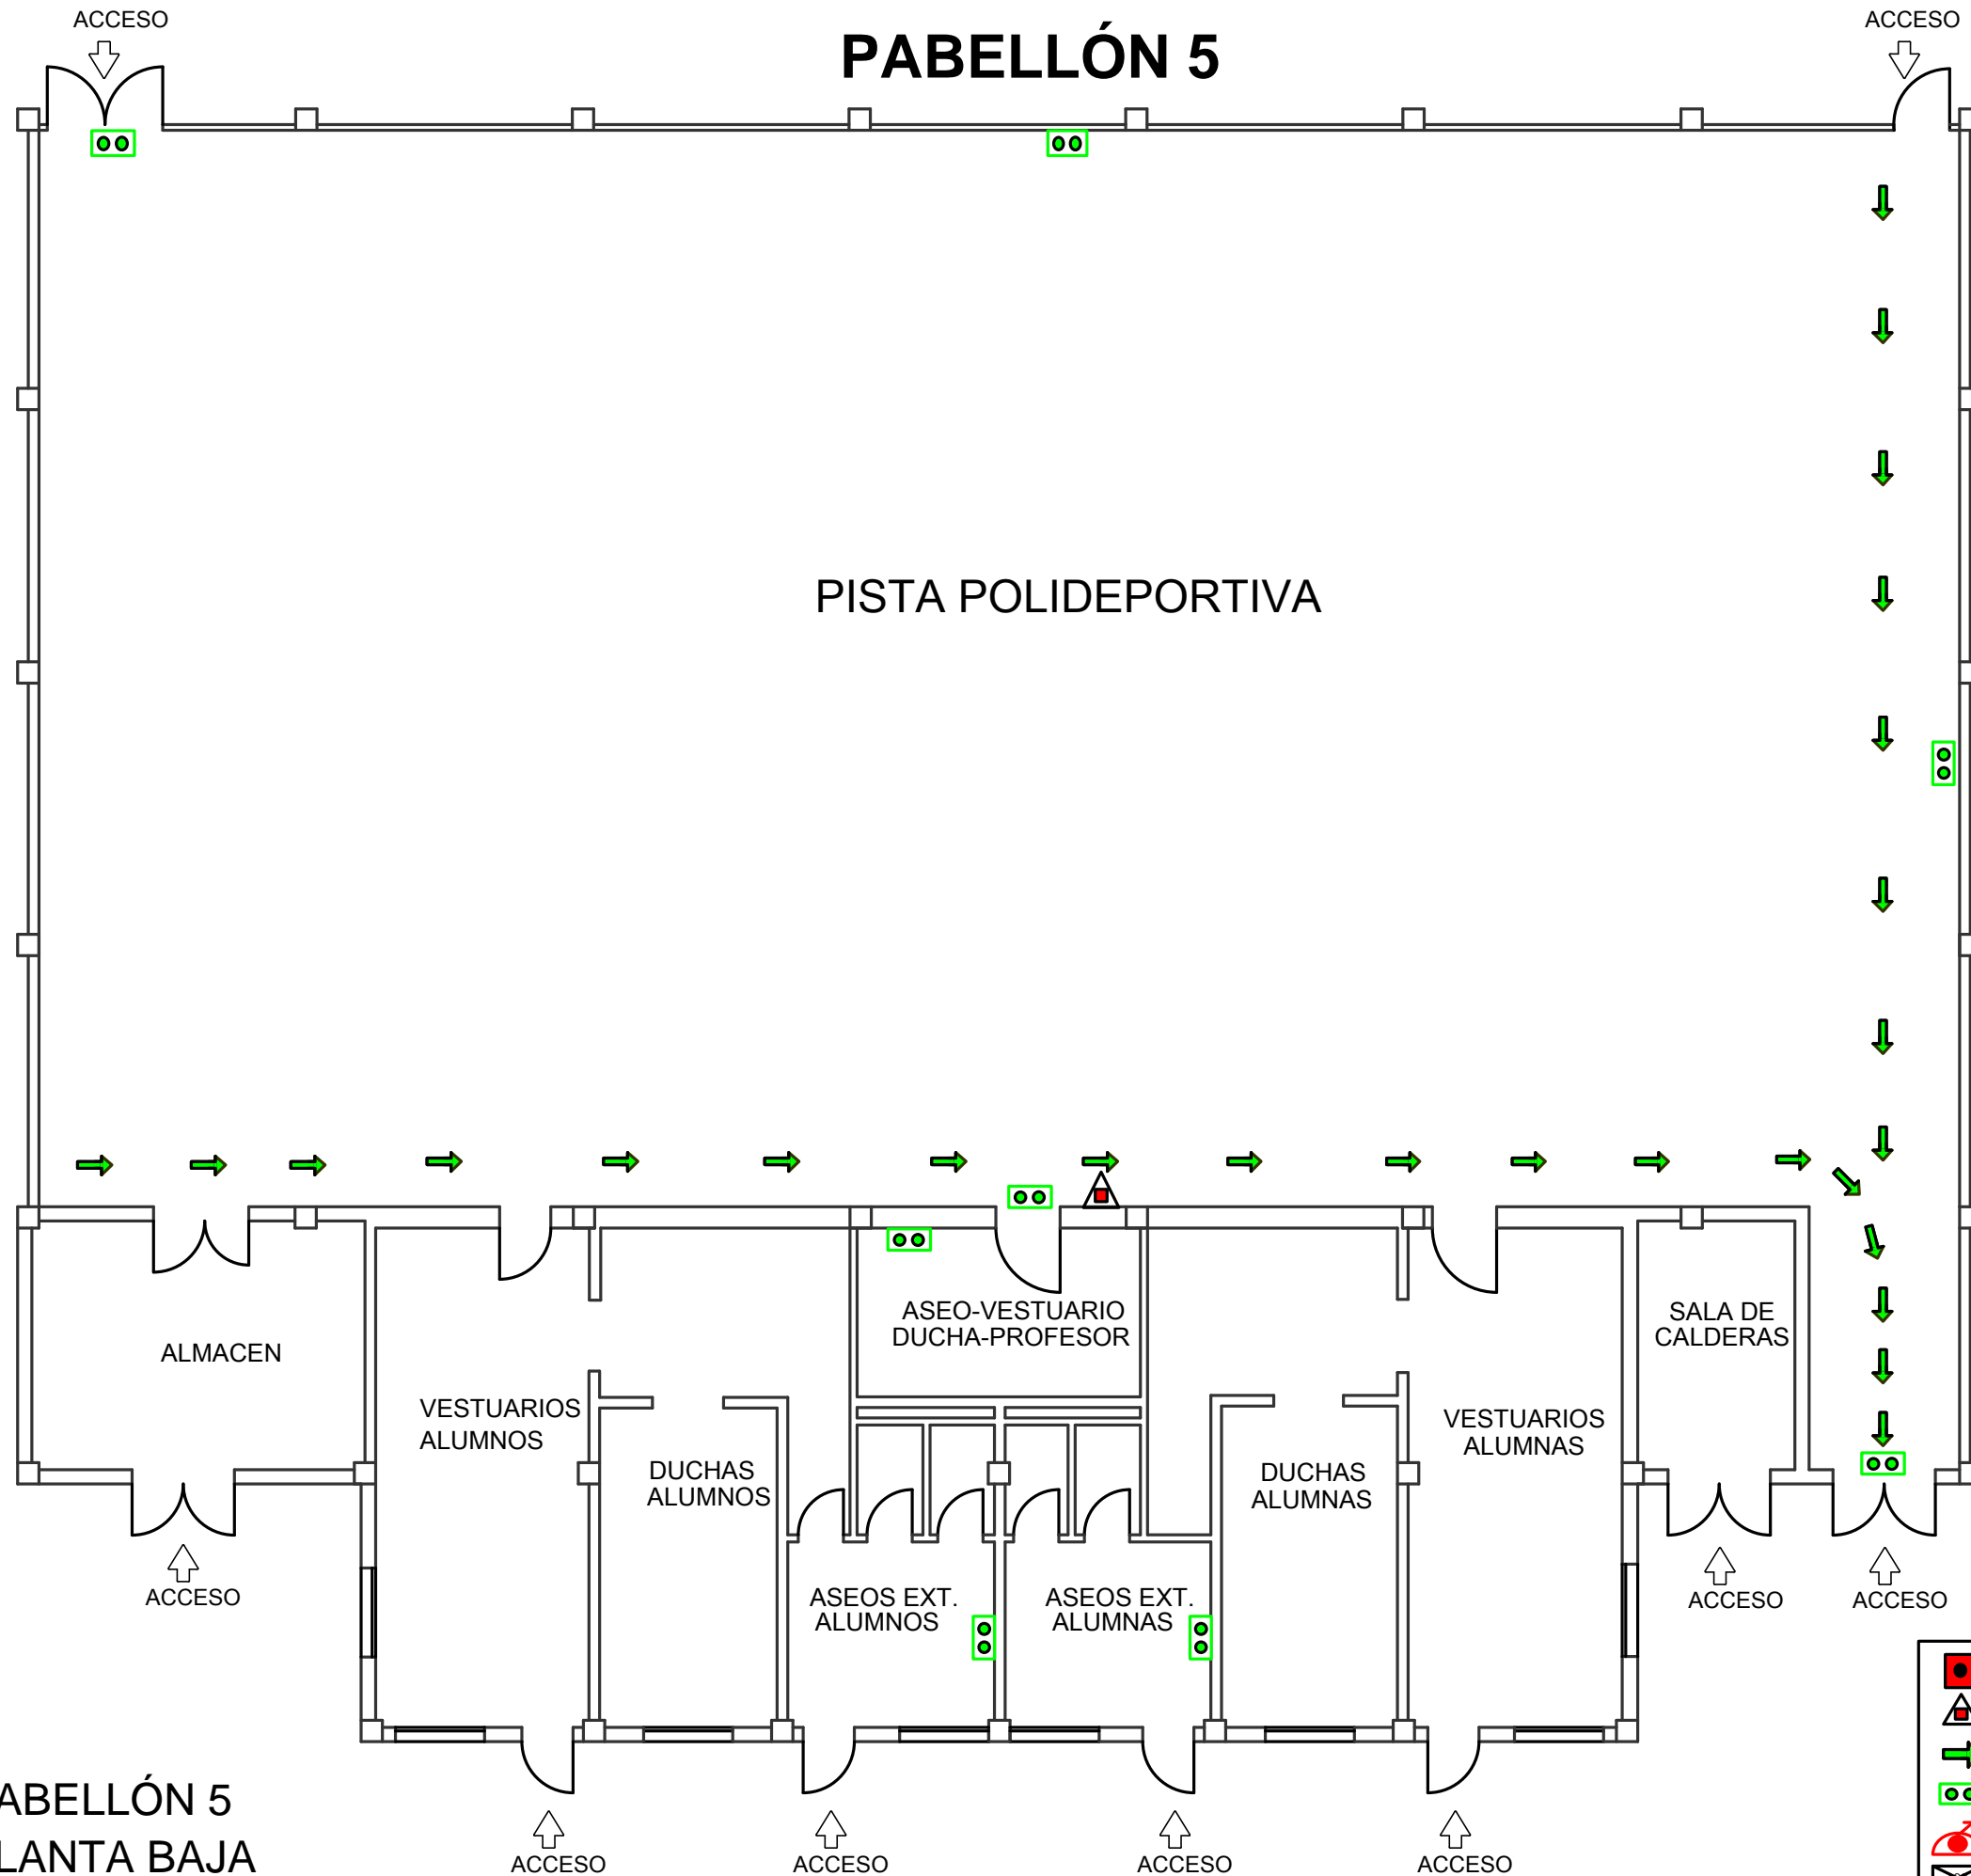 ACCESO
ACCESO
PABELLÓN 5
PISTA POLIDEPORTIVA
ASEO-VESTUARIO
DUCHA-PROFESOR
SALA DE
CALDERAS
ALMACEN
VESTUARIOS
ALUMNOS
VESTUARIOS
ALUMNAS
DUCHAS
ALUMNOS
DUCHAS
ALUMNAS
ASEOS EXT.
ALUMNOS
ASEOS EXT.
ALUMNAS
ACCESO
ACCESO
ACCESO
ABELLÓN 5
LANTA BAJA
ACCESO
ACCESO
ACCESO
ACCESO